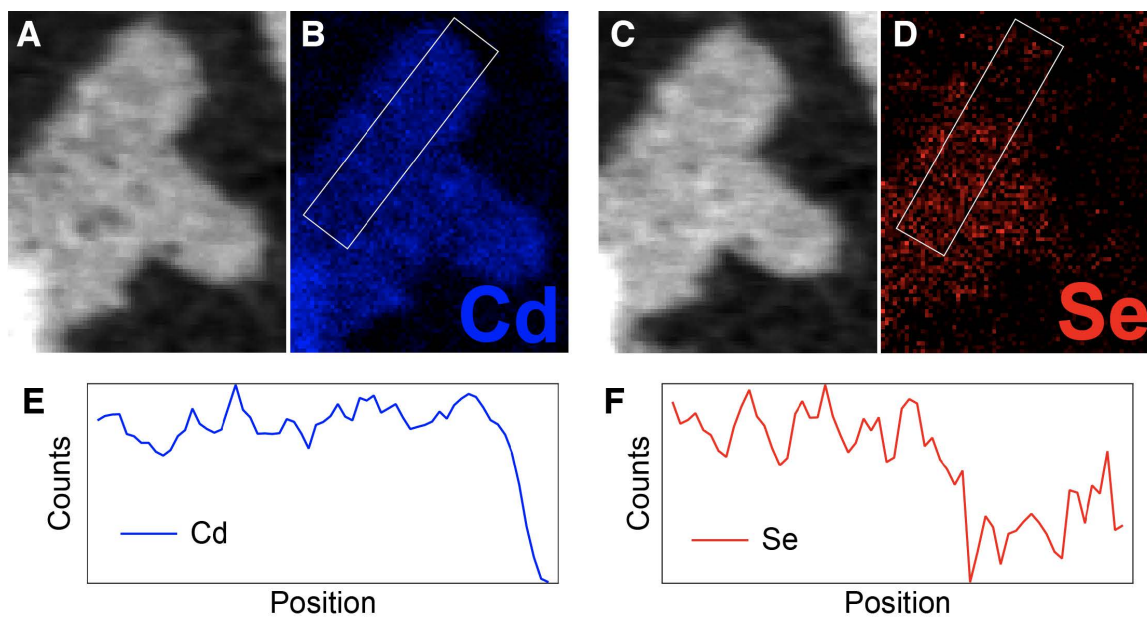 A
B
Cd
C
D
Se
E
Counts
Cd
Position
F
Counts
Se
Position